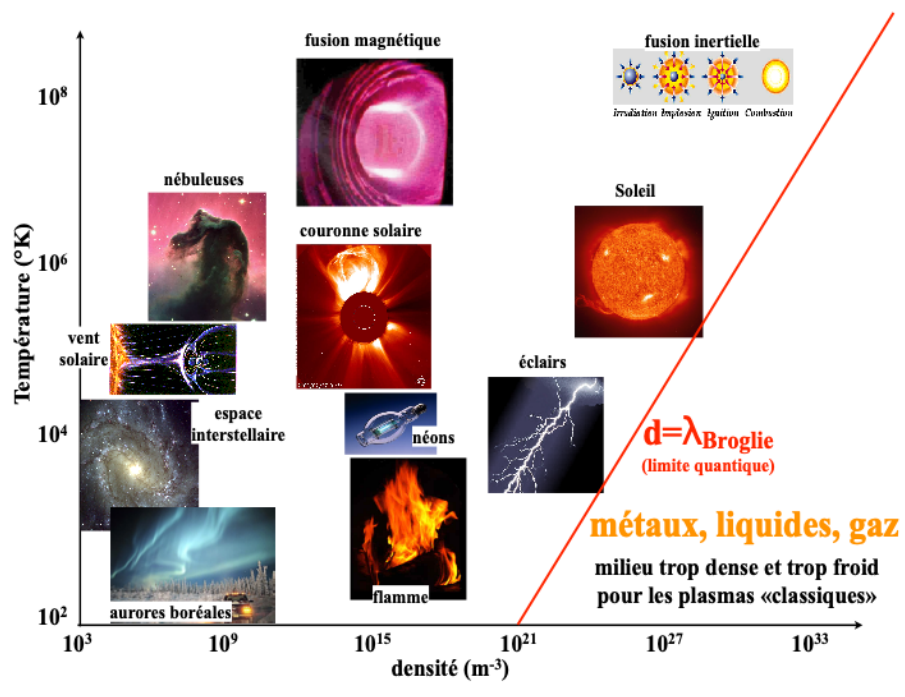 fusion magnétique
fusion inertielle
10⁸
Irradiation Implosion Ignition Combustion
nébuleuses
Soleil
couronne solaire
Température (°K)
10⁶
vent
solaire
éclairs
espace
interstellaire
néons
10⁴
d=λBroglie
(limite quantique)
métaux, liquides, gaz
milieu trop dense et trop froid
pour les plasmas «classiques»
flamme
aurores boréales
10²
10³ 10⁹ 10¹⁵ 10²¹ 10²⁷ 10³³
densité (m⁻³)